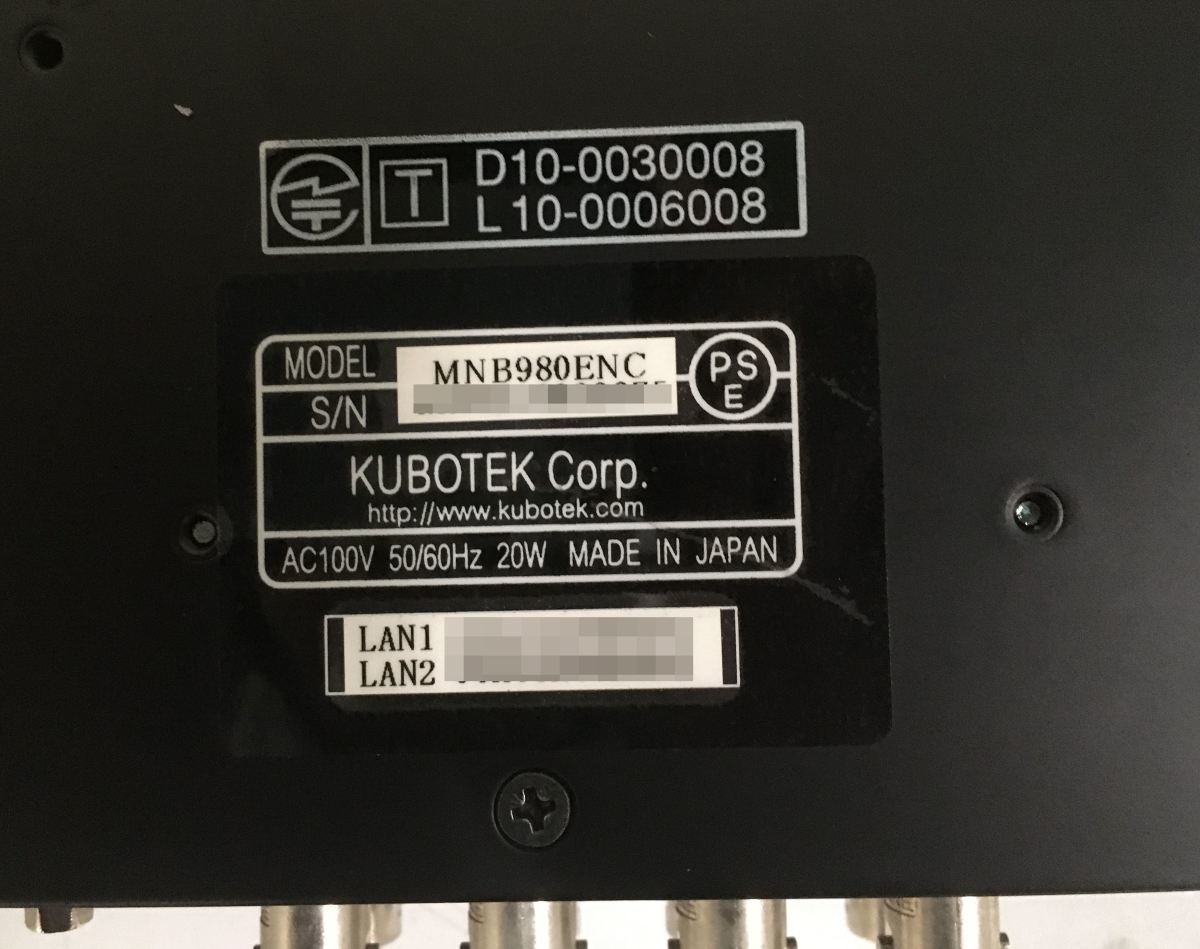 T D10-0030008
L10-0006008
MODEL MNB980ENC
S/N
PSE
KUBOTEK Corp.
http://www.kubotek.com
AC100V 50/60Hz 20W MADE IN JAPAN
LAN1
LAN2